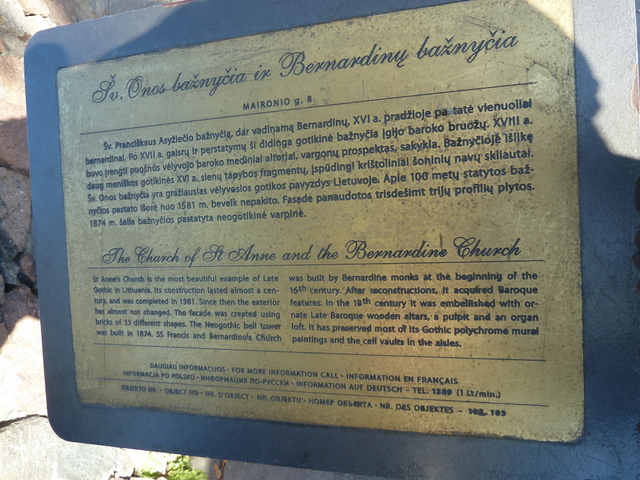 Šv. Onos bažnyčia ir Bernardinų bažnyčia
MAIRONIO g. 8
Šv. Pranciškaus Asyžiečio bažnyčią, dar vadinamą Bernardinų, XVI a. pradžioje pastatė vienuoliai
bernardinai. Po XVII a. gaisrų ir perstatymų ši didinga gotikinė bažnyčia įgijo baroko bruožų. XVIII a.
buvo įrengti puošnūs vėlyvojo baroko mediniai altoriai, vargonų prospektas, sakykla. Bažnyčioje išliko
daug meniškos gotikinės XVI a. sienų tapybos fragmentų, įspūdingi krištoliniai šoninių navų skliautai.
Šv. Onos bažnyčia yra gražiausias vėlyvosios gotikos pavyzdys Lietuvoje. Apie 100 metų statytos baž-
nyčios pastato išorė nuo 1581 m. beveik nepakito. Fasade panaudotos trisdešimt trijų profilių plytos.
1874 m. šalia bažnyčios pastatyta neogotikinė varpinė.
The Church of St Anne and the Bernardine Church
St Anne's Church is the most beautiful example of Late
Gothic in Lithuania. Its construction lasted almost a cen-
tury, and was completed in 1581. Since then the exterior
has almost not changed. The facade was created using
bricks of 33 different shapes. The Neogothic bell tower
was built in 1874. SS Francis and Bernardino's Church
was built by Bernardine monks at the beginning of the
16th century. After reconstructions, it acquired Baroque
features. In the 18th century it was embellished with or-
nate Late Baroque wooden altars, a pulpit and an organ
loft. It has preserved most of its Gothic polychrome mural
paintings and the cell vaults in the aisles.
DAUGIAU INFORMACIJOS • FOR MORE INFORMATION CALL • INFORMATION EN FRANÇAIS
INFORMACJA PO POLSKU • ИНФОРМАЦИЯ ПО-РУССКИ • INFORMATION AUF DEUTSCH – TEL. 1589 (1 Lt/min.)
OBJEKTO NR. • OBJECT NO • NR. D'OBJECT • NR. OBJEKTU • НОМЕР ОБЪЕКТА • NR. DES OBJEKTES – 102, 103